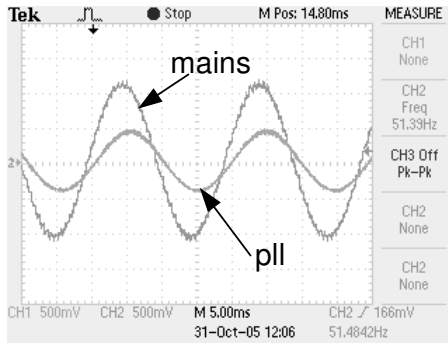 Tek Stop M Pos: 14.80ms MEASURE
CH1
None
mains
CH2
Freq
51.39Hz
2
CH3 Off
Pk-Pk
CH2
None
pll
CH2
None
CH1 500mV CH2 500mV M 5.00ms CH2 166mV
31-Oct-05 12:06 51.4842Hz